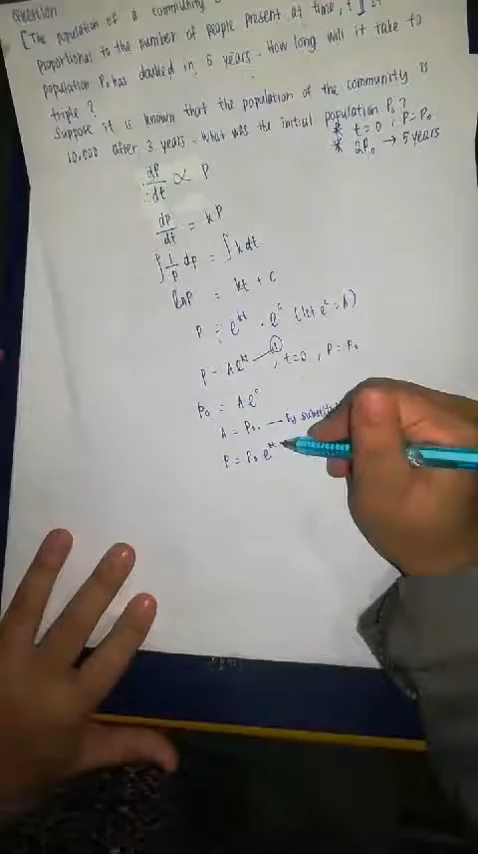 Question
[The population of a community
proportional to the number of people present at time, t ]
population P₀ has doubled in 5 years. How long will it take to
triple ?
Suppose it is known that the population of the community is
10,000 after 3 years. What was the initial population P₀ ?
* t = 0 , P = P₀
* 2P₀ → 5 years
dP/dt ∝ P
dP/dt = kP
∫ 1/P dP = ∫ k dt
ln P = kt + c
P = e^kt · e^c (let e^c = A)
P = Ae^kt — ① , t = 0 , P = P₀
P₀ = Ae⁰
A = P₀. → By
P = P₀ e^kt